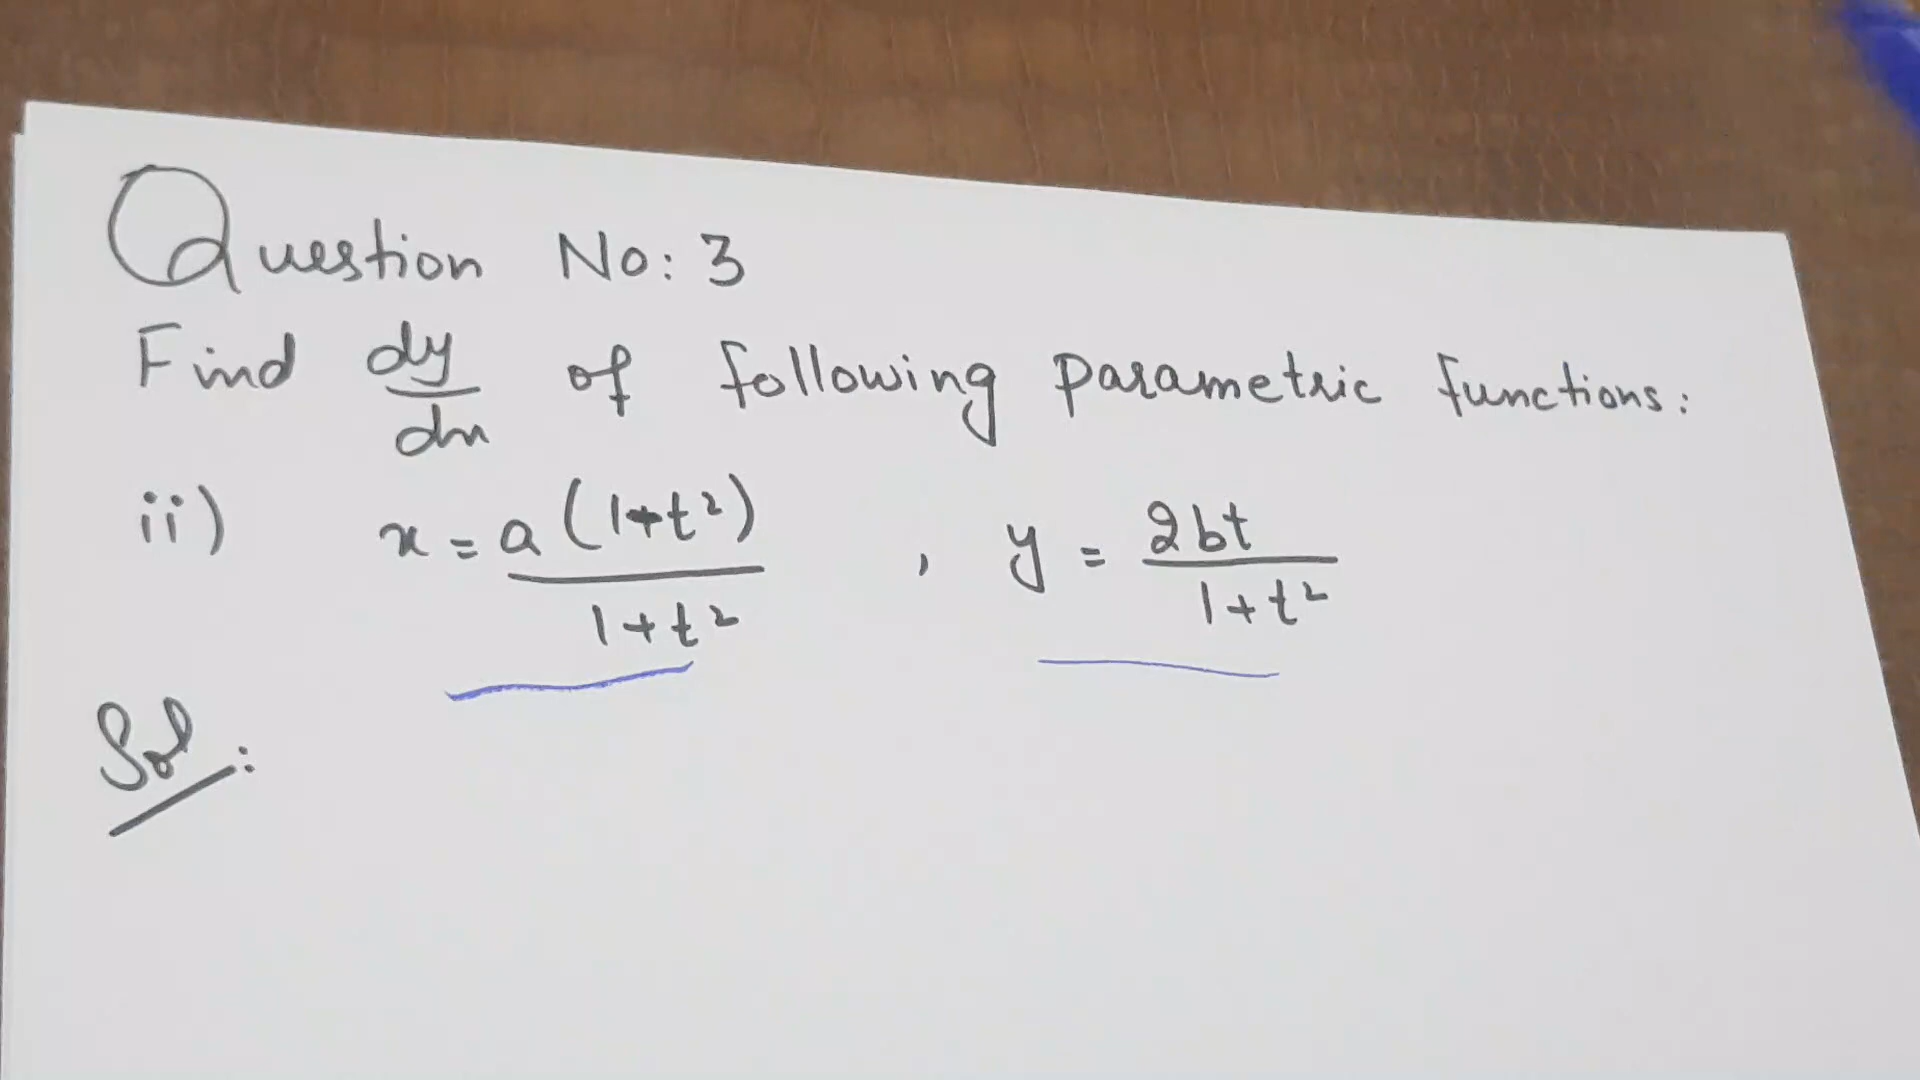 Question No: 3
Find dy/dx of following parametric functions:
ii) x = a(1-t²)/1+t² , y = 2bt/1+t²
Sol: